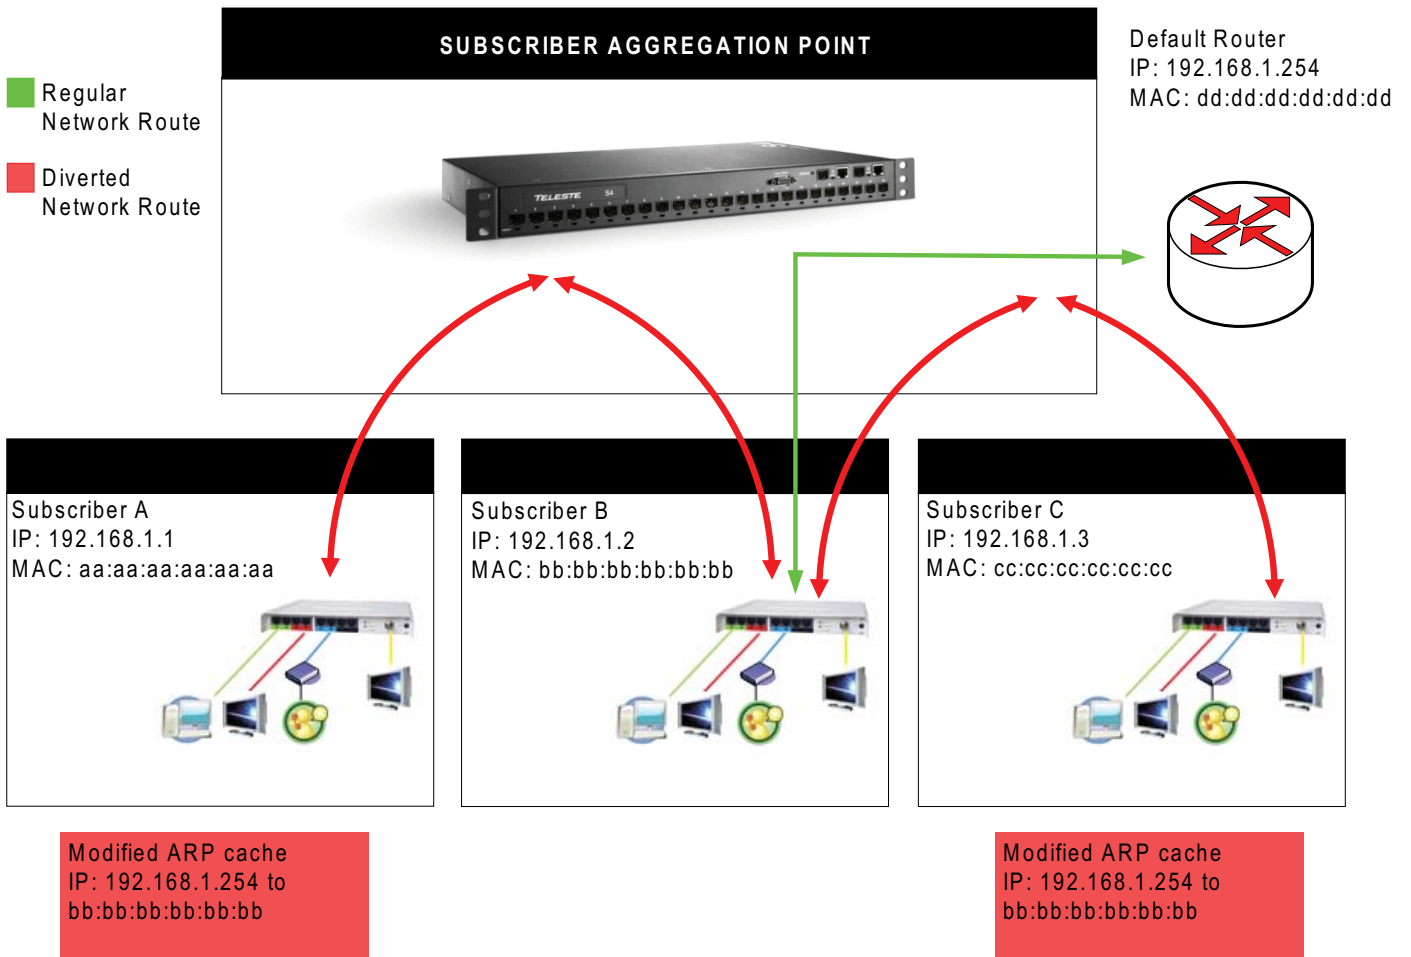 SUBSCRIBER AGGREGATION POINT
Default Router
IP: 192.168.1.254
MAC: dd:dd:dd:dd:dd:dd
Regular
Network Route
Diverted
Network Route
TELESTE S4
Subscriber A
IP: 192.168.1.1
MAC: aa:aa:aa:aa:aa:aa
Subscriber B
IP: 192.168.1.2
MAC: bb:bb:bb:bb:bb:bb
Subscriber C
IP: 192.168.1.3
MAC: cc:cc:cc:cc:cc:cc
Modified ARP cache
IP: 192.168.1.254 to
bb:bb:bb:bb:bb:bb
Modified ARP cache
IP: 192.168.1.254 to
bb:bb:bb:bb:bb:bb